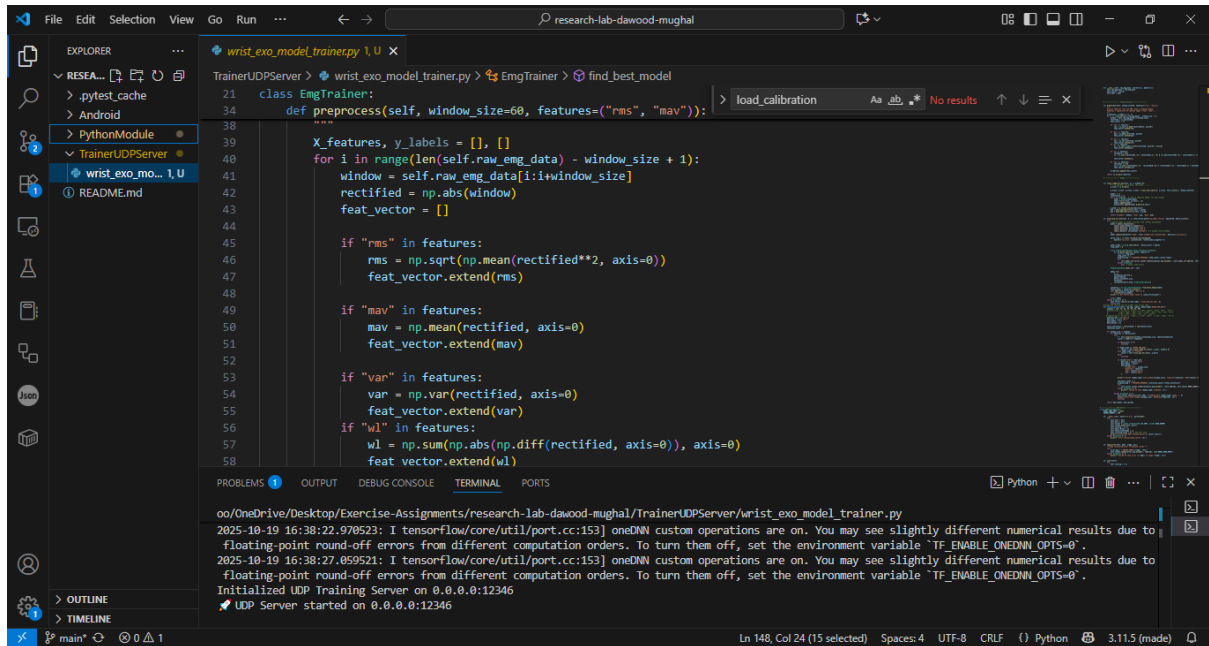 File Edit Selection View Go Run ··· research-lab-dawood-mughal
EXPLORER ···
RESEA...
.pytest_cache
Android
PythonModule
TrainerUDPServer
wrist_exo_mo... 1, U
README.md
OUTLINE
TIMELINE
2
1
Json
1
wrist_exo_model_trainer.py 1, U
TrainerUDPServer > wrist_exo_model_trainer.py > EmgTrainer > find_best_model
load_calibration Aa ab No results
21 class EmgTrainer:
34 def preprocess(self, window_size=60, features=("rms", "mav")):
38 """
39 X_features, y_labels = [], []
40 for i in range(len(self.raw_emg_data) - window_size + 1):
41 window = self.raw_emg_data[i:i+window_size]
42 rectified = np.abs(window)
43 feat_vector = []
44
45 if "rms" in features:
46 rms = np.sqrt(np.mean(rectified**2, axis=0))
47 feat_vector.extend(rms)
48
49 if "mav" in features:
50 mav = np.mean(rectified, axis=0)
51 feat_vector.extend(mav)
52
53 if "var" in features:
54 var = np.var(rectified, axis=0)
55 feat_vector.extend(var)
56 if "wl" in features:
57 wl = np.sum(np.abs(np.diff(rectified, axis=0)), axis=0)
58 feat_vector.extend(wl)
PROBLEMS 1 OUTPUT DEBUG CONSOLE TERMINAL PORTS Python
oo/OneDrive/Desktop/Exercise-Assignments/research-lab-dawood-mughal/TrainerUDPServer/wrist_exo_model_trainer.py
2025-10-19 16:38:22.970523: I tensorflow/core/util/port.cc:153] oneDNN custom operations are on. You may see slightly different numerical results due to
floating-point round-off errors from different computation orders. To turn them off, set the environment variable `TF_ENABLE_ONEDNN_OPTS=0`.
2025-10-19 16:38:27.059521: I tensorflow/core/util/port.cc:153] oneDNN custom operations are on. You may see slightly different numerical results due to
floating-point round-off errors from different computation orders. To turn them off, set the environment variable `TF_ENABLE_ONEDNN_OPTS=0`.
Initialized UDP Training Server on 0.0.0.0:12346
🚀 UDP Server started on 0.0.0.0:12346
main* 0 1 Ln 148, Col 24 (15 selected) Spaces: 4 UTF-8 CRLF {} Python 3.11.5 (made)